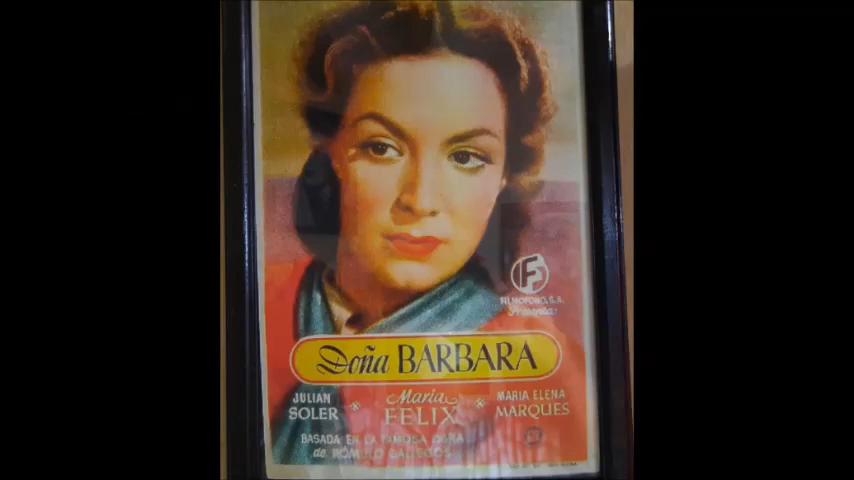 F
FILMOFONO, S.A.
Presenta:
Doña BARBARA
JULIAN SOLER
Maria FELIX
MARIA ELENA MARQUES
BASADA EN LA FAMOSA OBRA
de RÓMULO GALLEGOS